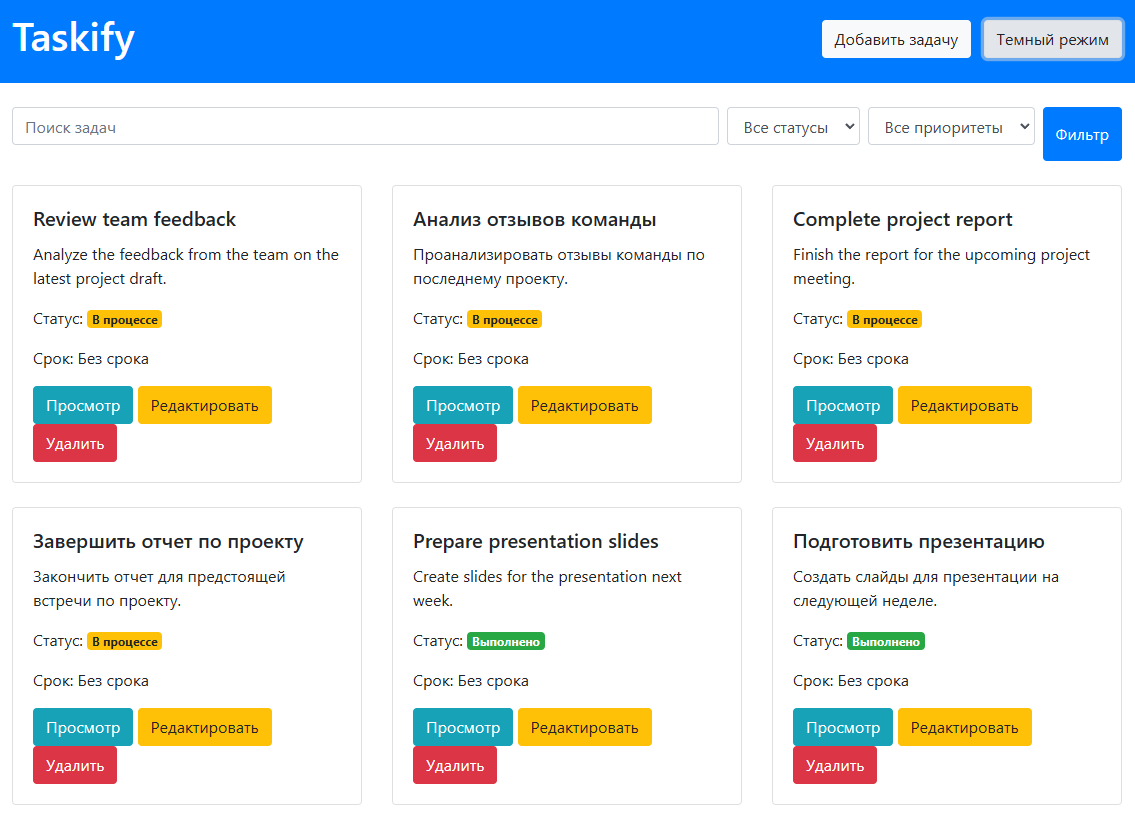 Taskify
Добавить задачу
Темный режим
Поиск задач
Все статусы
Все приоритеты
Фильтр
Review team feedback
Analyze the feedback from the team on the
latest project draft.
Статус: В процессе
Срок: Без срока
Просмотр
Редактировать
Удалить
Анализ отзывов команды
Проанализировать отзывы команды по
последнему проекту.
Статус: В процессе
Срок: Без срока
Просмотр
Редактировать
Удалить
Complete project report
Finish the report for the upcoming project
meeting.
Статус: В процессе
Срок: Без срока
Просмотр
Редактировать
Удалить
Завершить отчет по проекту
Закончить отчет для предстоящей
встречи по проекту.
Статус: В процессе
Срок: Без срока
Просмотр
Редактировать
Удалить
Prepare presentation slides
Create slides for the presentation next
week.
Статус: Выполнено
Срок: Без срока
Просмотр
Редактировать
Удалить
Подготовить презентацию
Создать слайды для презентации на
следующей неделе.
Статус: Выполнено
Срок: Без срока
Просмотр
Редактировать
Удалить